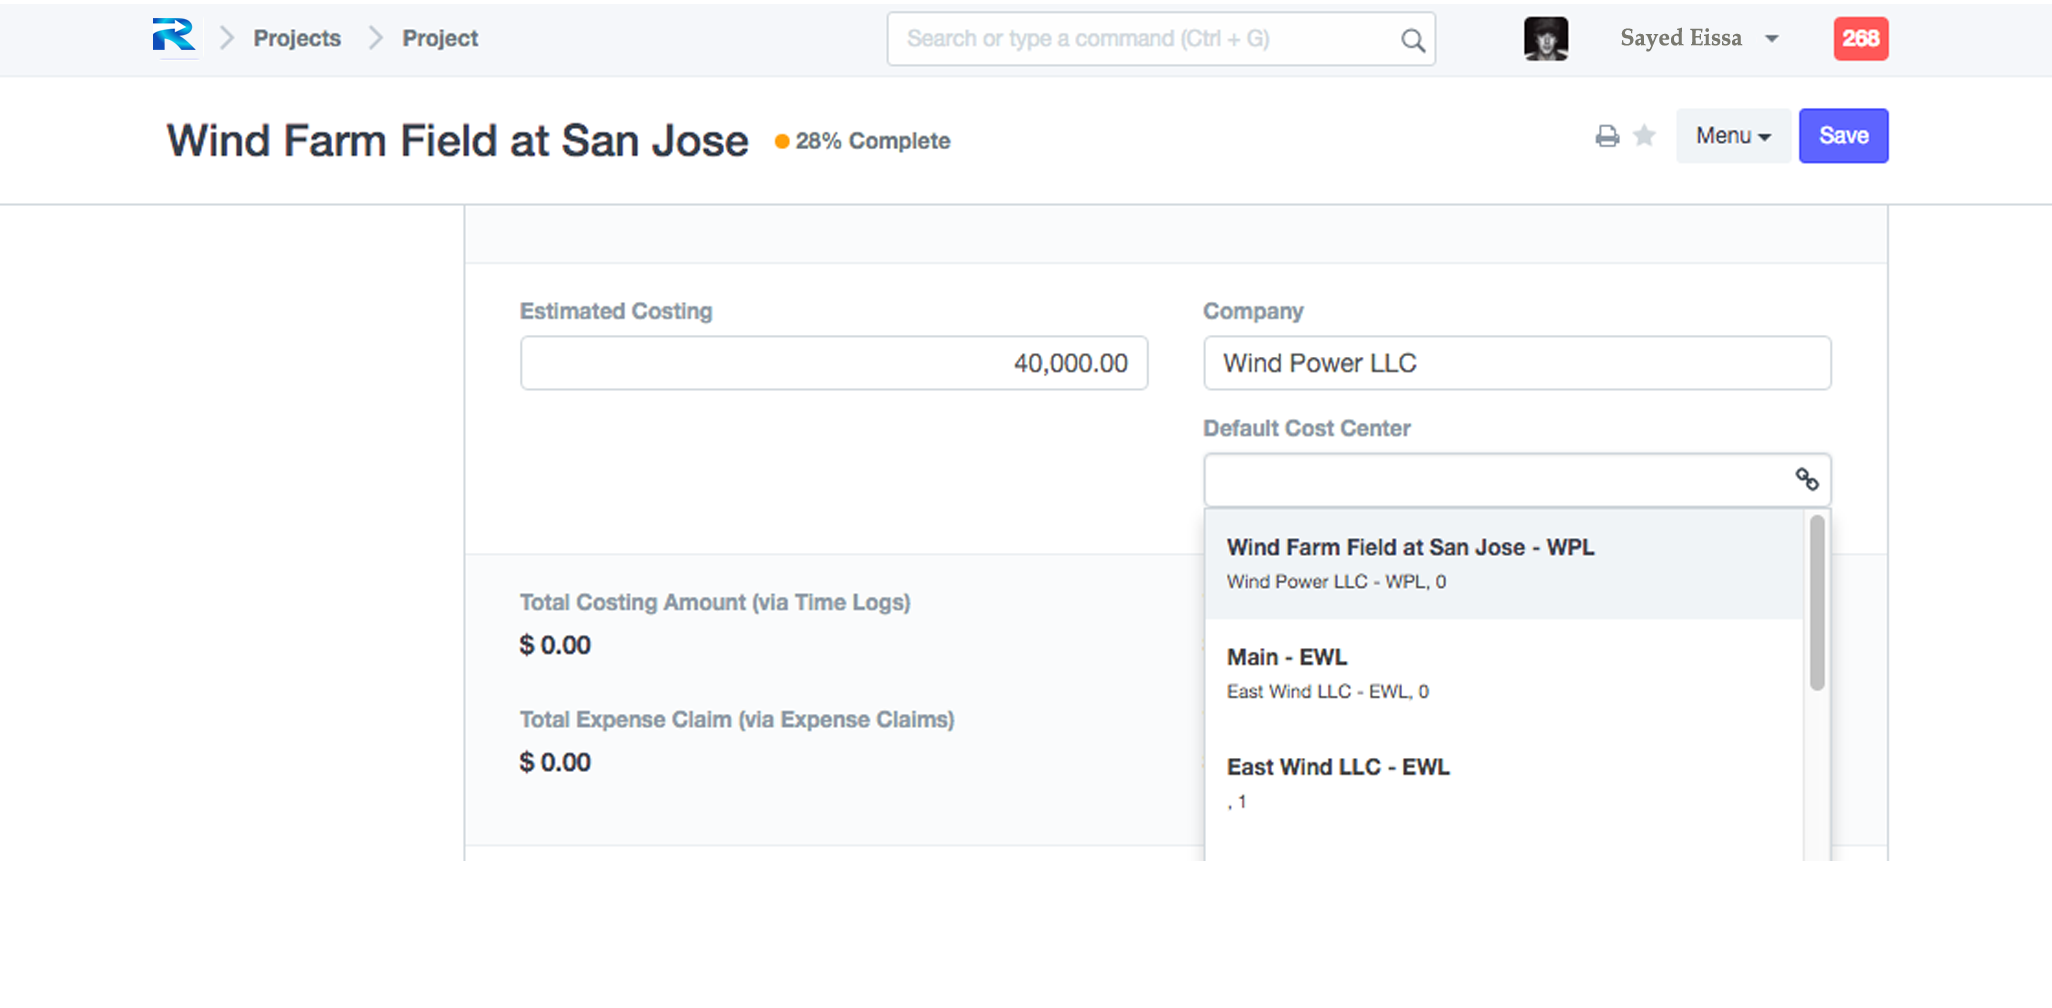 Projects
Project
Search or type a command (Ctrl + G)
Sayed Eissa
268
Wind Farm Field at San Jose
28% Complete
Menu
Save
Estimated Costing
40,000.00
Company
Wind Power LLC
Default Cost Center
Wind Farm Field at San Jose - WPL
Wind Power LLC - WPL, 0
Main - EWL
East Wind LLC - EWL, 0
East Wind LLC - EWL
, 1
Total Costing Amount (via Time Logs)
$ 0.00
Total Expense Claim (via Expense Claims)
$ 0.00